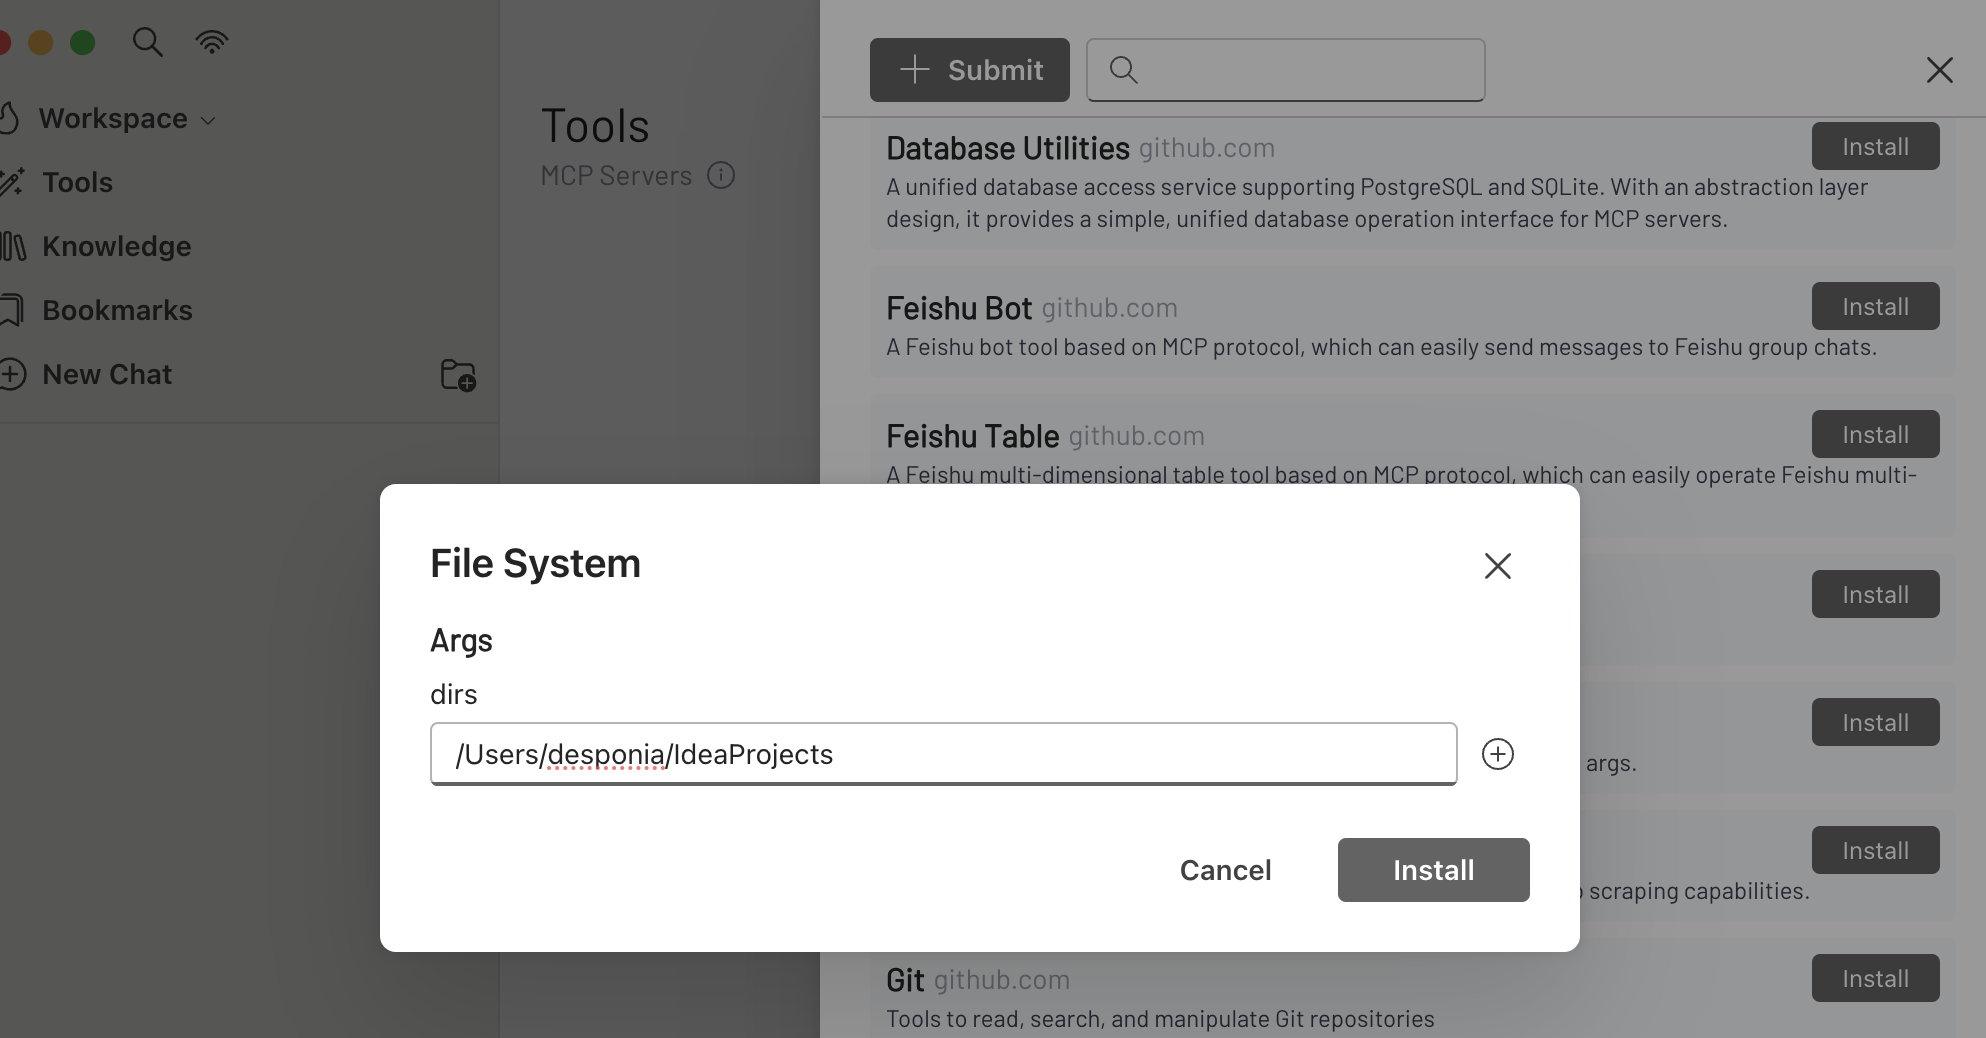 Workspace
Tools
Knowledge
Bookmarks
New Chat
Tools
MCP Servers
Submit
Database Utilities github.com
Install
A unified database access service supporting PostgreSQL and SQLite. With an abstraction layer
design, it provides a simple, unified database operation interface for MCP servers.
Feishu Bot github.com
Install
A Feishu bot tool based on MCP protocol, which can easily send messages to Feishu group chats.
Feishu Table github.com
Install
A Feishu multi-dimensional table tool based on MCP protocol, which can easily operate Feishu multi-
File System
Args
dirs
/Users/desponia/IdeaProjects
Cancel
Install
Install
Install
args.
Install
scraping capabilities.
Git github.com
Install
Tools to read, search, and manipulate Git repositories